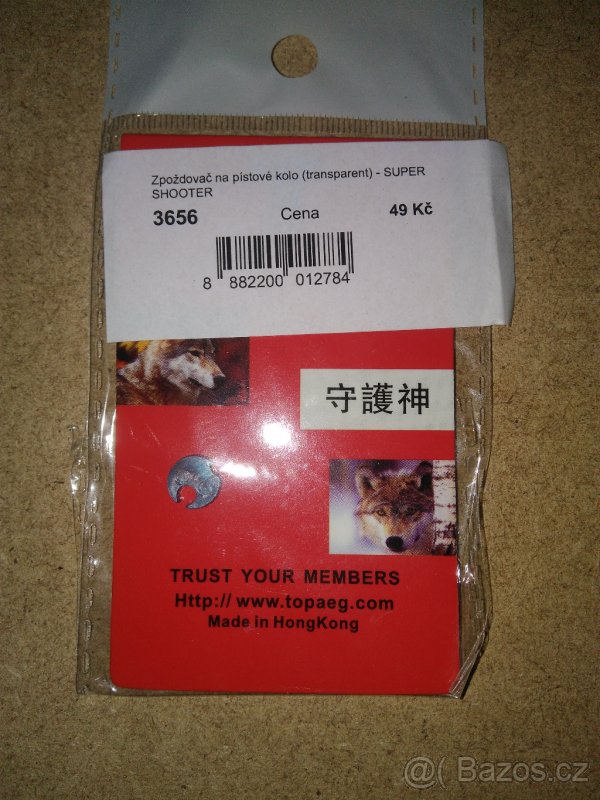 Zpoždovač na pístové kolo (transparent) - SUPER
SHOOTER
3656 Cena 49 Kč
8 882200 012784
守護神
TRUST YOUR MEMBERS
Http:// www.topaeg.com
Made in HongKong
@( Bazos.cz